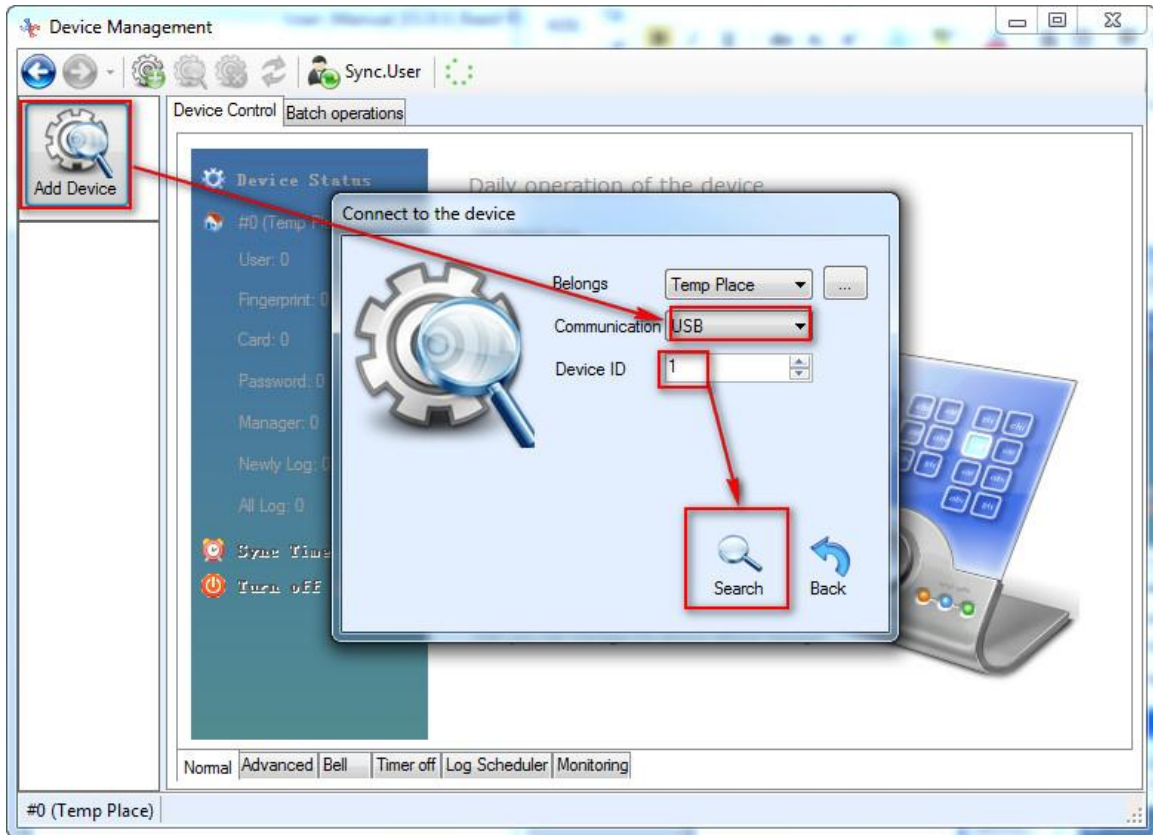 Device Management
Sync.User
Add Device
Device Control
Batch operations
Device Status
Daily operation of the device
#0 (Temp
User: 0
Fingerprint: 0
Card: 0
Password: 0
Manager: 0
Newly Log: 0
All Log: 0
Sync Time
Turn off
Connect to the device
Belongs
Temp Place
...
Communication
USB
Device ID
1
Search
Back
Normal
Advanced
Bell
Timer off
Log Scheduler
Monitoring
#0 (Temp Place)